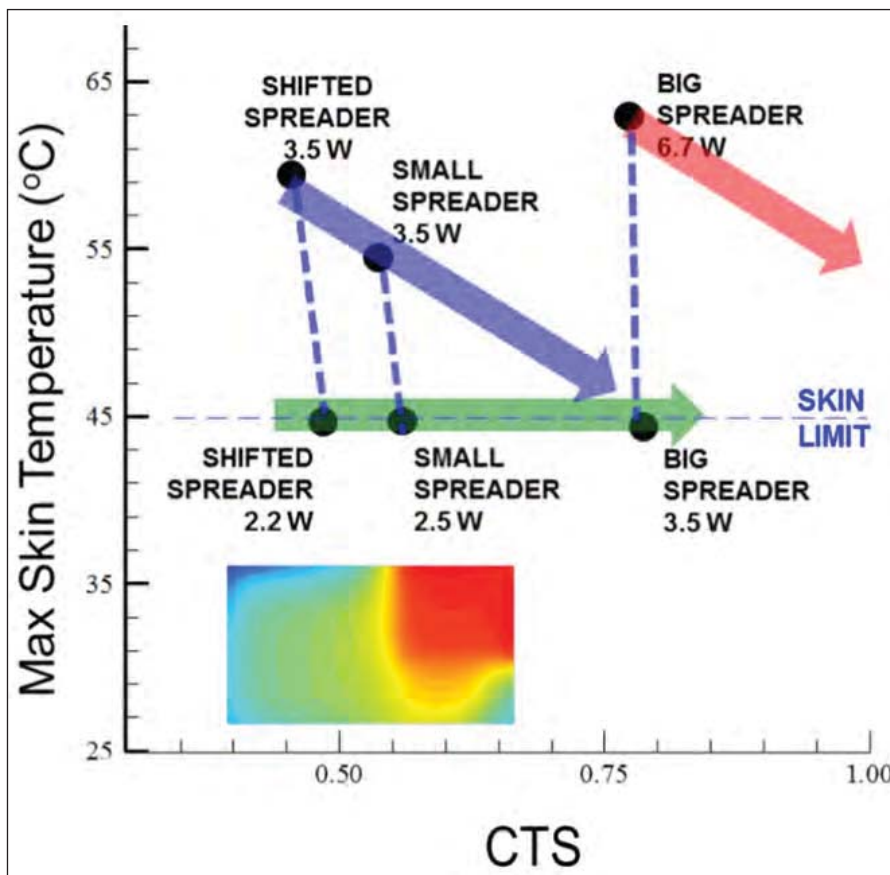 65
55
45
35
25
Max Skin Temperature (°C)
SHIFTED
SPREADER
3.5 W
SMALL
SPREADER
3.5 W
BIG
SPREADER
6.7 W
SKIN
LIMIT
SHIFTED
SPREADER
2.2 W
SMALL
SPREADER
2.5 W
BIG
SPREADER
3.5 W
0.50
0.75
1.00
CTS